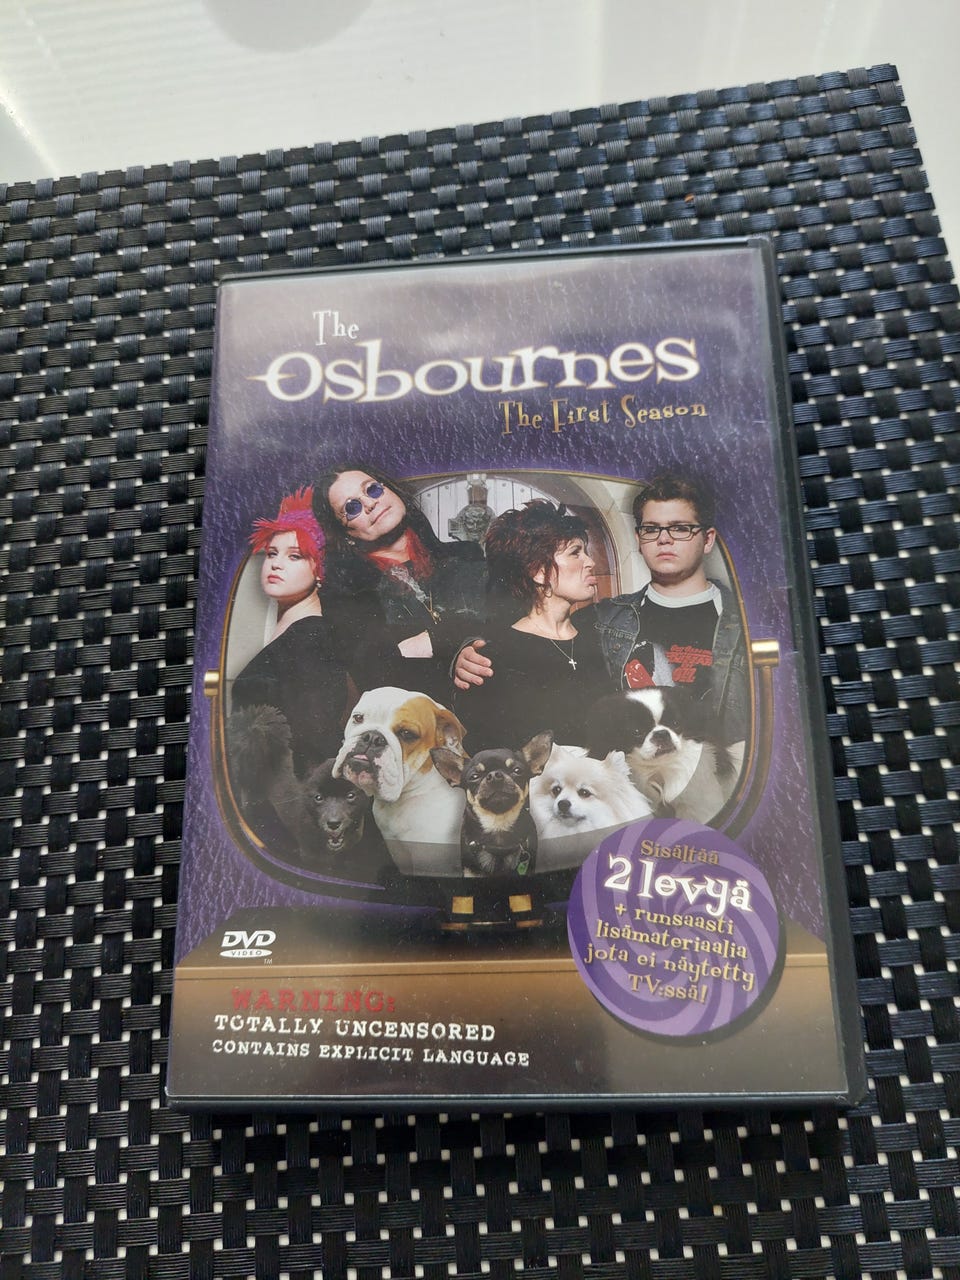 The
Osbournes
The First Season
Sisältää
2 levyä
+ runsaasti
lisämateriaalia
jota ei näytetty
TV:ssä!
DVD
VIDEO
TM
WARNING:
TOTALLY UNCENSORED
CONTAINS EXPLICIT LANGUAGE